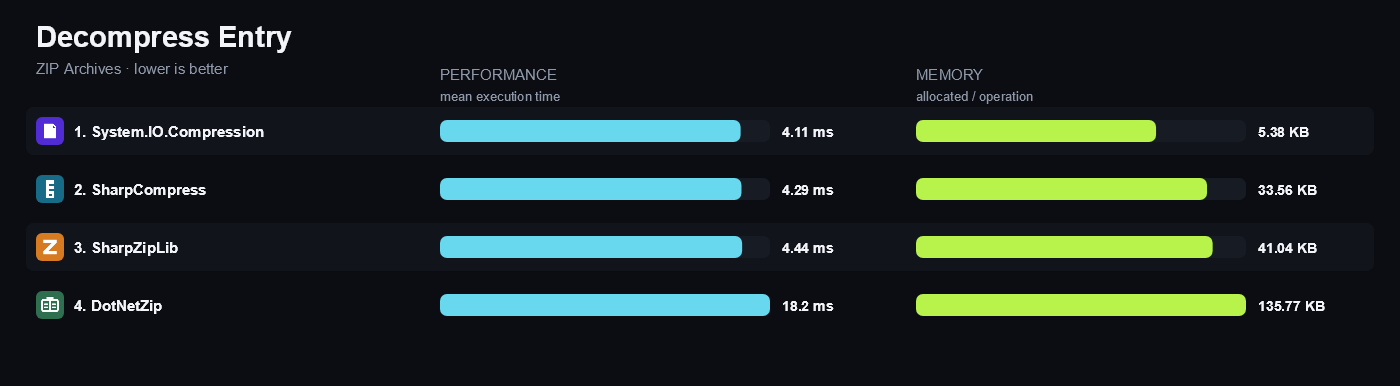 Decompress Entry
ZIP Archives · lower is better
PERFORMANCE
mean execution time
MEMORY
allocated / operation
1. System.IO.Compression 4.11 ms 5.38 KB
2. SharpCompress 4.29 ms 33.56 KB
Z 3. SharpZipLib 4.44 ms 41.04 KB
4. DotNetZip 18.2 ms 135.77 KB